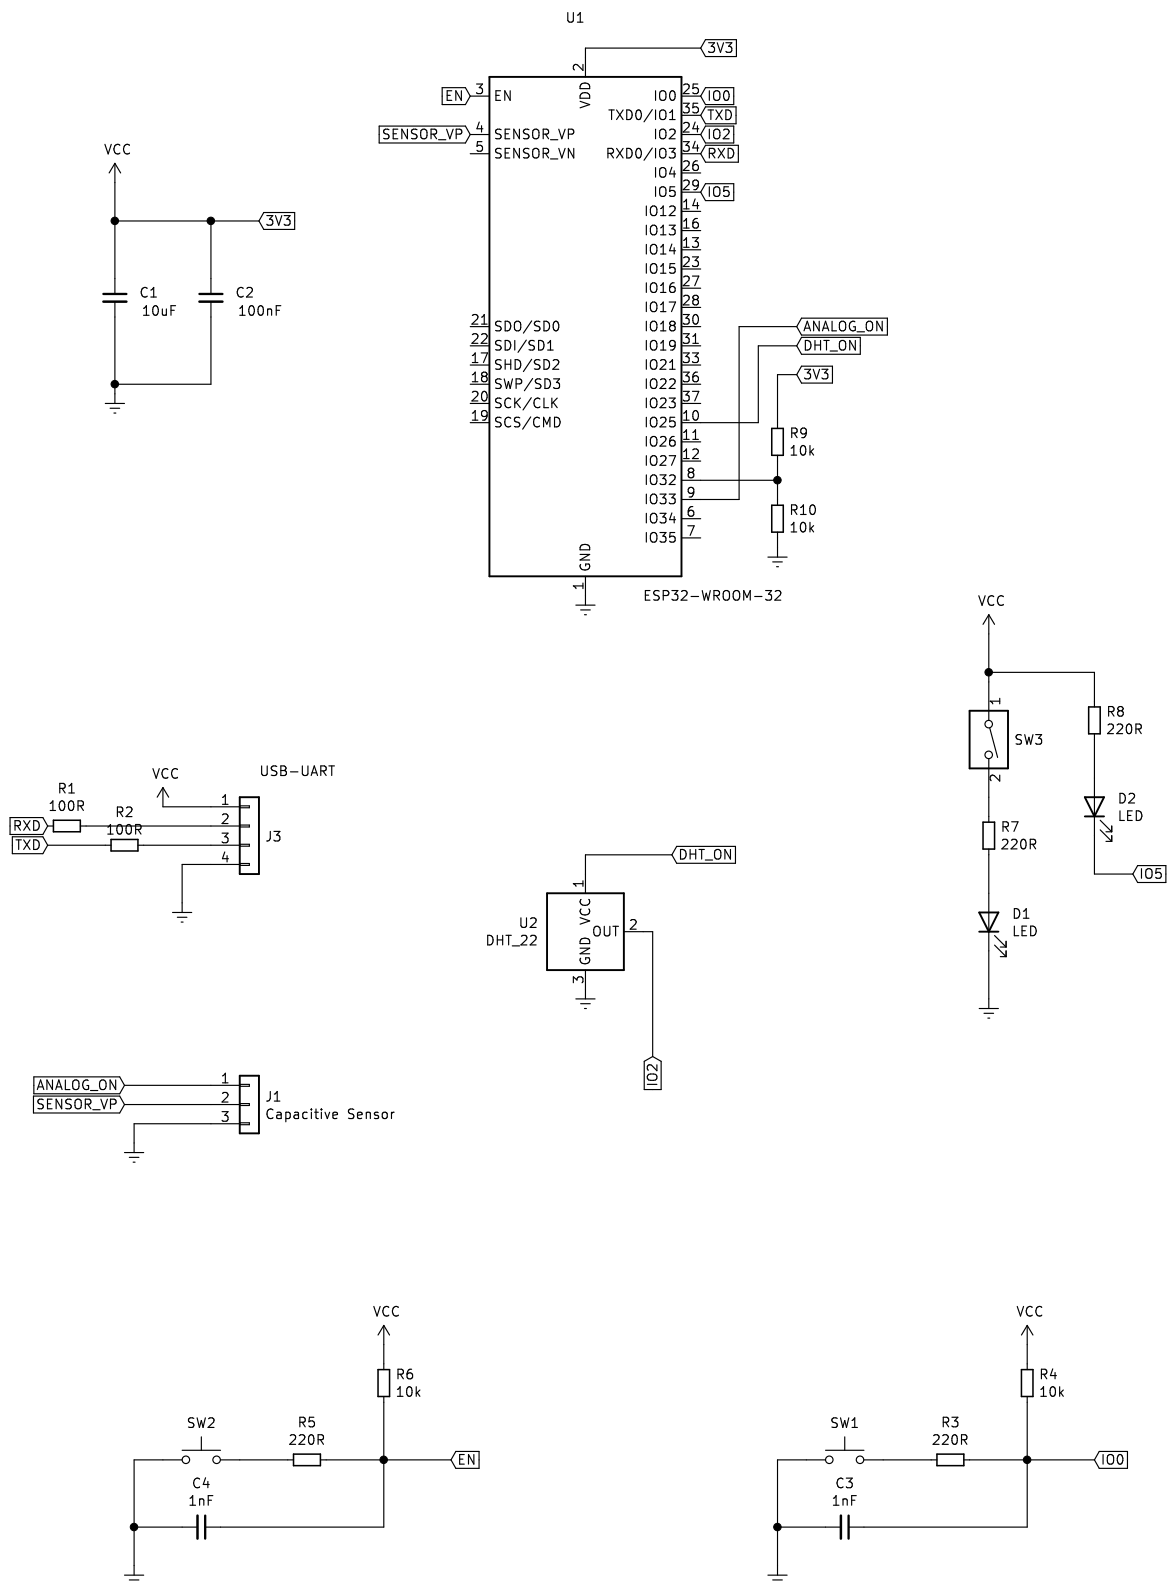 U1
3V3
2
VDD
EN 3 EN
IO0 25 IO0
TXD0/IO1 35 TXD
SENSOR_VP 4 SENSOR_VP
IO2 24 IO2
5 SENSOR_VN
RXD0/IO3 34 RXD
IO4 26
IO5 29 IO5
IO12 14
IO13 16
IO14 13
IO15 23
IO16 27
IO17 28
21 SDO/SD0
IO18 30
ANALOG_ON
22 SDI/SD1
IO19 31
DHT_ON
17 SHD/SD2
IO21 33
18 SWP/SD3
IO22 36
3V3
20 SCK/CLK
IO23 37
19 SCS/CMD
IO25 10
IO26 11
IO27 12
IO32 8
IO33 9
IO34 6
IO35 7
GND
1
ESP32-WROOM-32
R9
10k
R10
10k
VCC
3V3
C1
10uF
C2
100nF
VCC
1
SW3
2
R8
220R
R7
220R
D2
LED
IO5
D1
LED
USB-UART
VCC
R1
100R
R2
100R
RXD
TXD
1
2
3
4
J3
DHT_ON
1
VCC
U2
DHT_22
OUT 2
GND
3
IO2
ANALOG_ON 1
SENSOR_VP 2
3
J1
Capacitive Sensor
VCC
R6
10k
SW2
R5
220R
EN
C4
1nF
VCC
R4
10k
SW1
R3
220R
IO0
C3
1nF